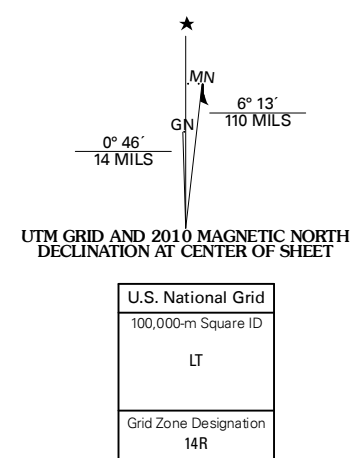 MN
6° 13´
110 MILS
GN
0° 46´
14 MILS
UTM GRID AND 2010 MAGNETIC NORTH
DECLINATION AT CENTER OF SHEET
U.S. National Grid
100,000-m Square ID
LT
Grid Zone Designation
14R